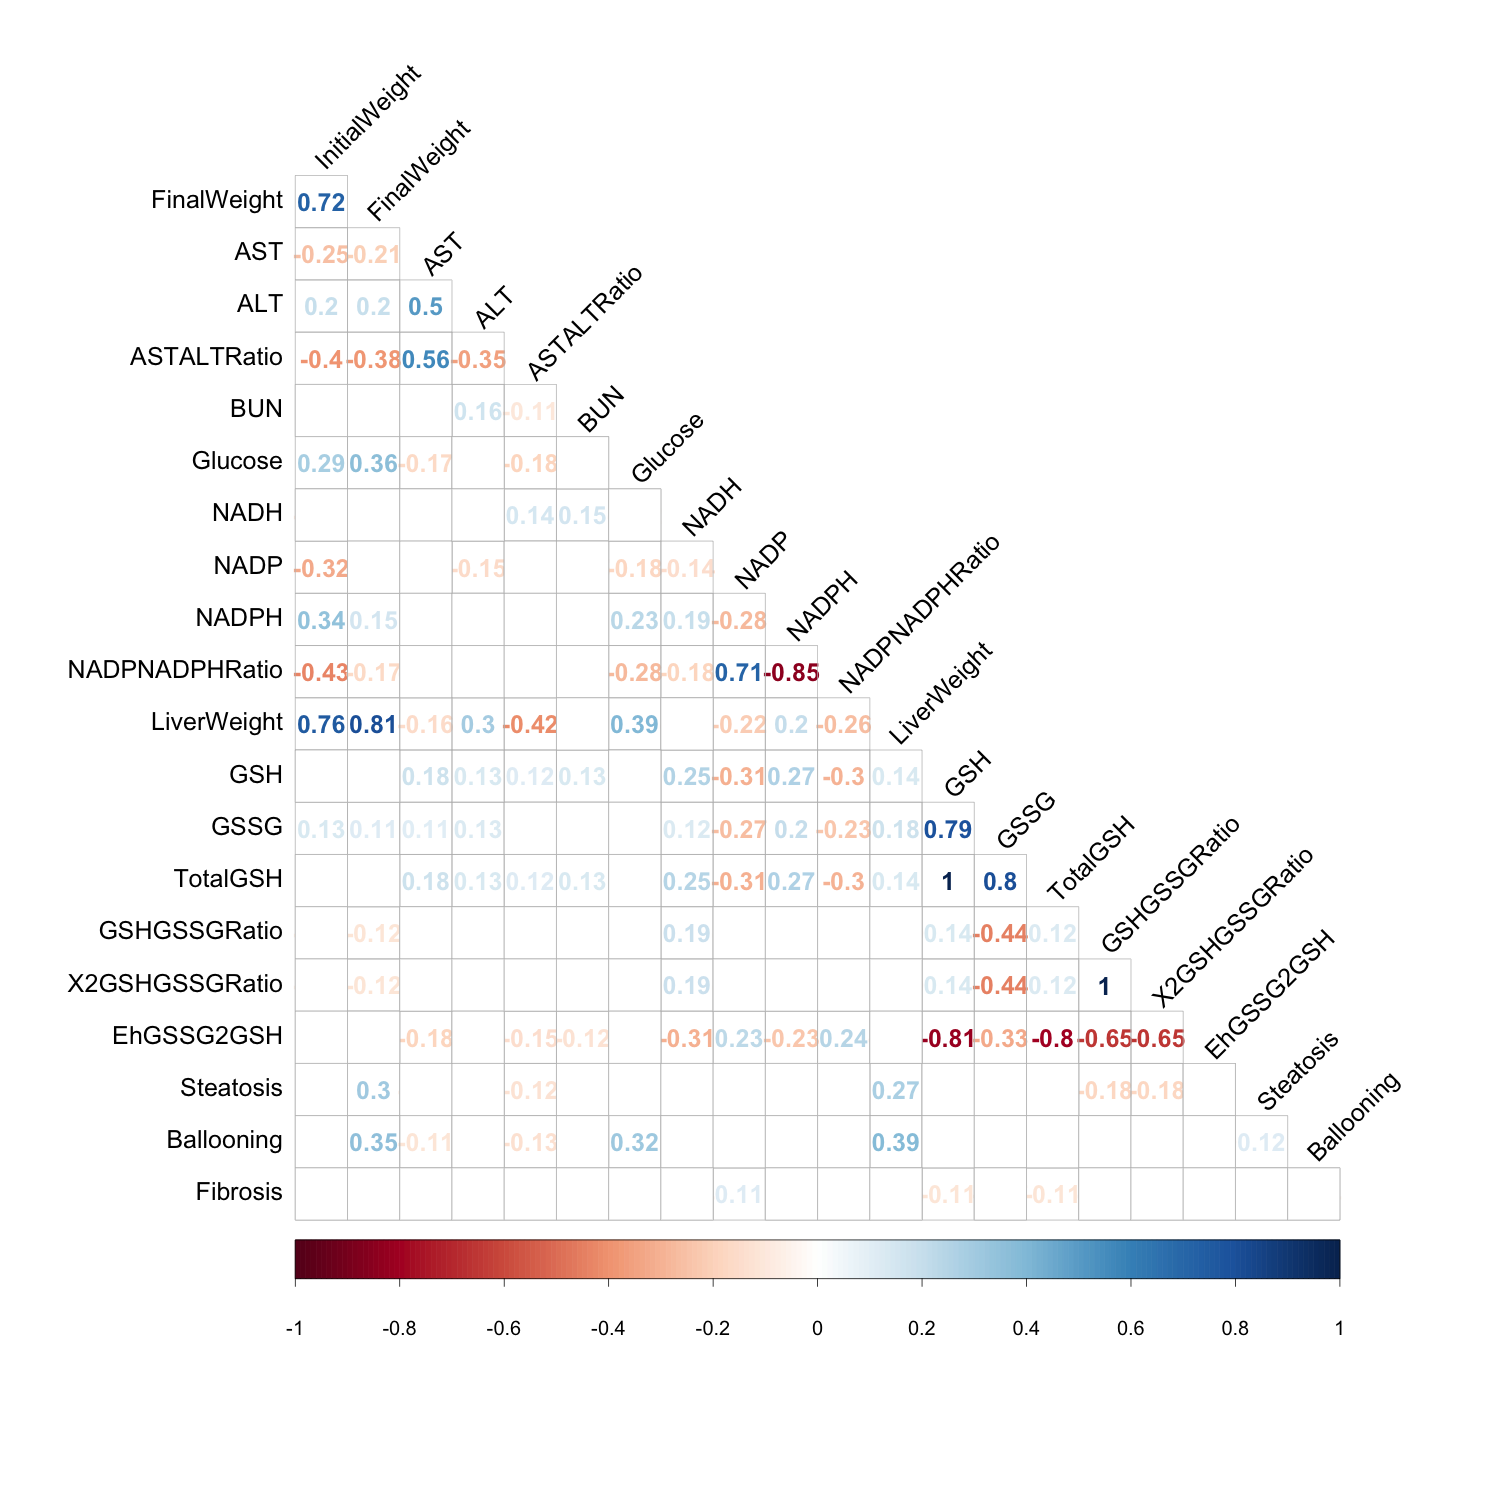 InitialWeight
FinalWeight 0.72 FinalWeight
AST -0.25 -0.21 AST
ALT 0.2 0.2 0.5 ALT
ASTALTRatio -0.4 -0.38 0.56 -0.35 ASTALTRatio
BUN 0.16 -0.11 BUN
Glucose 0.29 0.36 -0.17 -0.18 Glucose
NADH 0.14 0.15 NADH
NADP -0.32 -0.15 -0.18 -0.14 NADP
NADPH 0.34 0.15 0.23 0.19 -0.28 NADPH
NADPNADPHRatio -0.43 -0.17 -0.28 -0.18 0.71 -0.85 NADPNADPHRatio
LiverWeight 0.76 0.81 -0.16 0.3 -0.42 0.39 -0.22 0.2 -0.26 LiverWeight
GSH 0.18 0.13 0.12 0.13 0.25 -0.31 0.27 -0.3 0.14 GSH
GSSG 0.13 0.11 0.11 0.13 0.12 -0.27 0.2 -0.23 0.18 0.79 GSSG
TotalGSH 0.18 0.13 0.12 0.13 0.25 -0.31 0.27 -0.3 0.14 1 0.8 TotalGSH
GSHGSSGRatio -0.12 0.19 0.14 -0.44 0.12 GSHGSSGRatio
X2GSHGSSGRatio -0.12 0.19 0.14 -0.44 0.12 1 X2GSHGSSGRatio
EhGSSG2GSH -0.18 -0.15 -0.12 -0.31 0.23 -0.23 0.24 -0.81 -0.33 -0.8 -0.65 -0.65 EhGSSG2GSH
Steatosis 0.3 -0.12 0.27 -0.18 -0.18 Steatosis
Ballooning 0.35 -0.11 -0.13 0.32 0.39 0.12 Ballooning
Fibrosis 0.11 -0.11 -0.11
-1 -0.8 -0.6 -0.4 -0.2 0 0.2 0.4 0.6 0.8 1